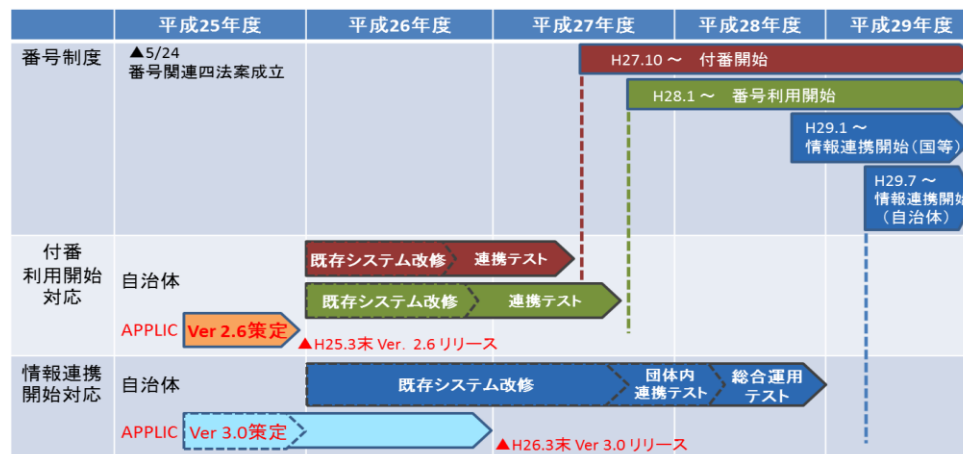 平成25年度 平成26年度 平成27年度 平成28年度 平成29年度
番号制度
▲5/24
番号関連四法案成立
H27.10～ 付番開始
H28.1～ 番号利用開始
H29.1～
情報連携開始(国等)
H29.7～
情報連携開始
(自治体)
付番
利用開始
対応
自治体
既存システム改修 連携テスト
既存システム改修 連携テスト
APPLIC Ver 2.6策定
▲H25.3末 Ver. 2.6 リリース
情報連携
開始対応
自治体
既存システム改修
団体内
連携テスト
総合運用
テスト
APPLIC Ver 3.0策定
▲H26.3末 Ver 3.0 リリース